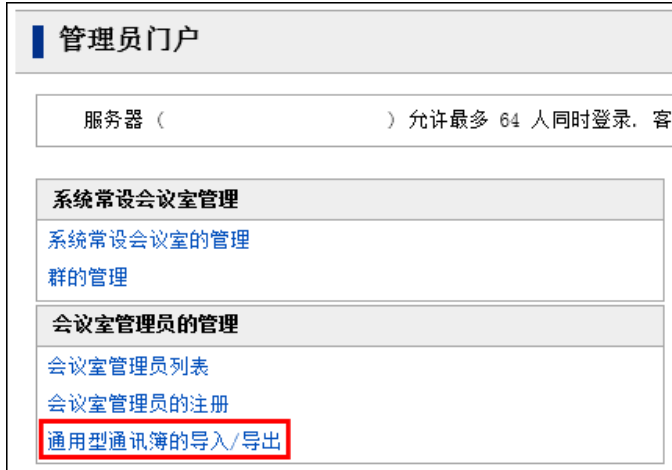 管理员门户
服务器（ ）允许最多 64 人同时登录. 客
系统常设会议室管理
系统常设会议室的管理
群的管理
会议室管理员的管理
会议室管理员列表
会议室管理员的注册
通用型通讯簿的导入/导出